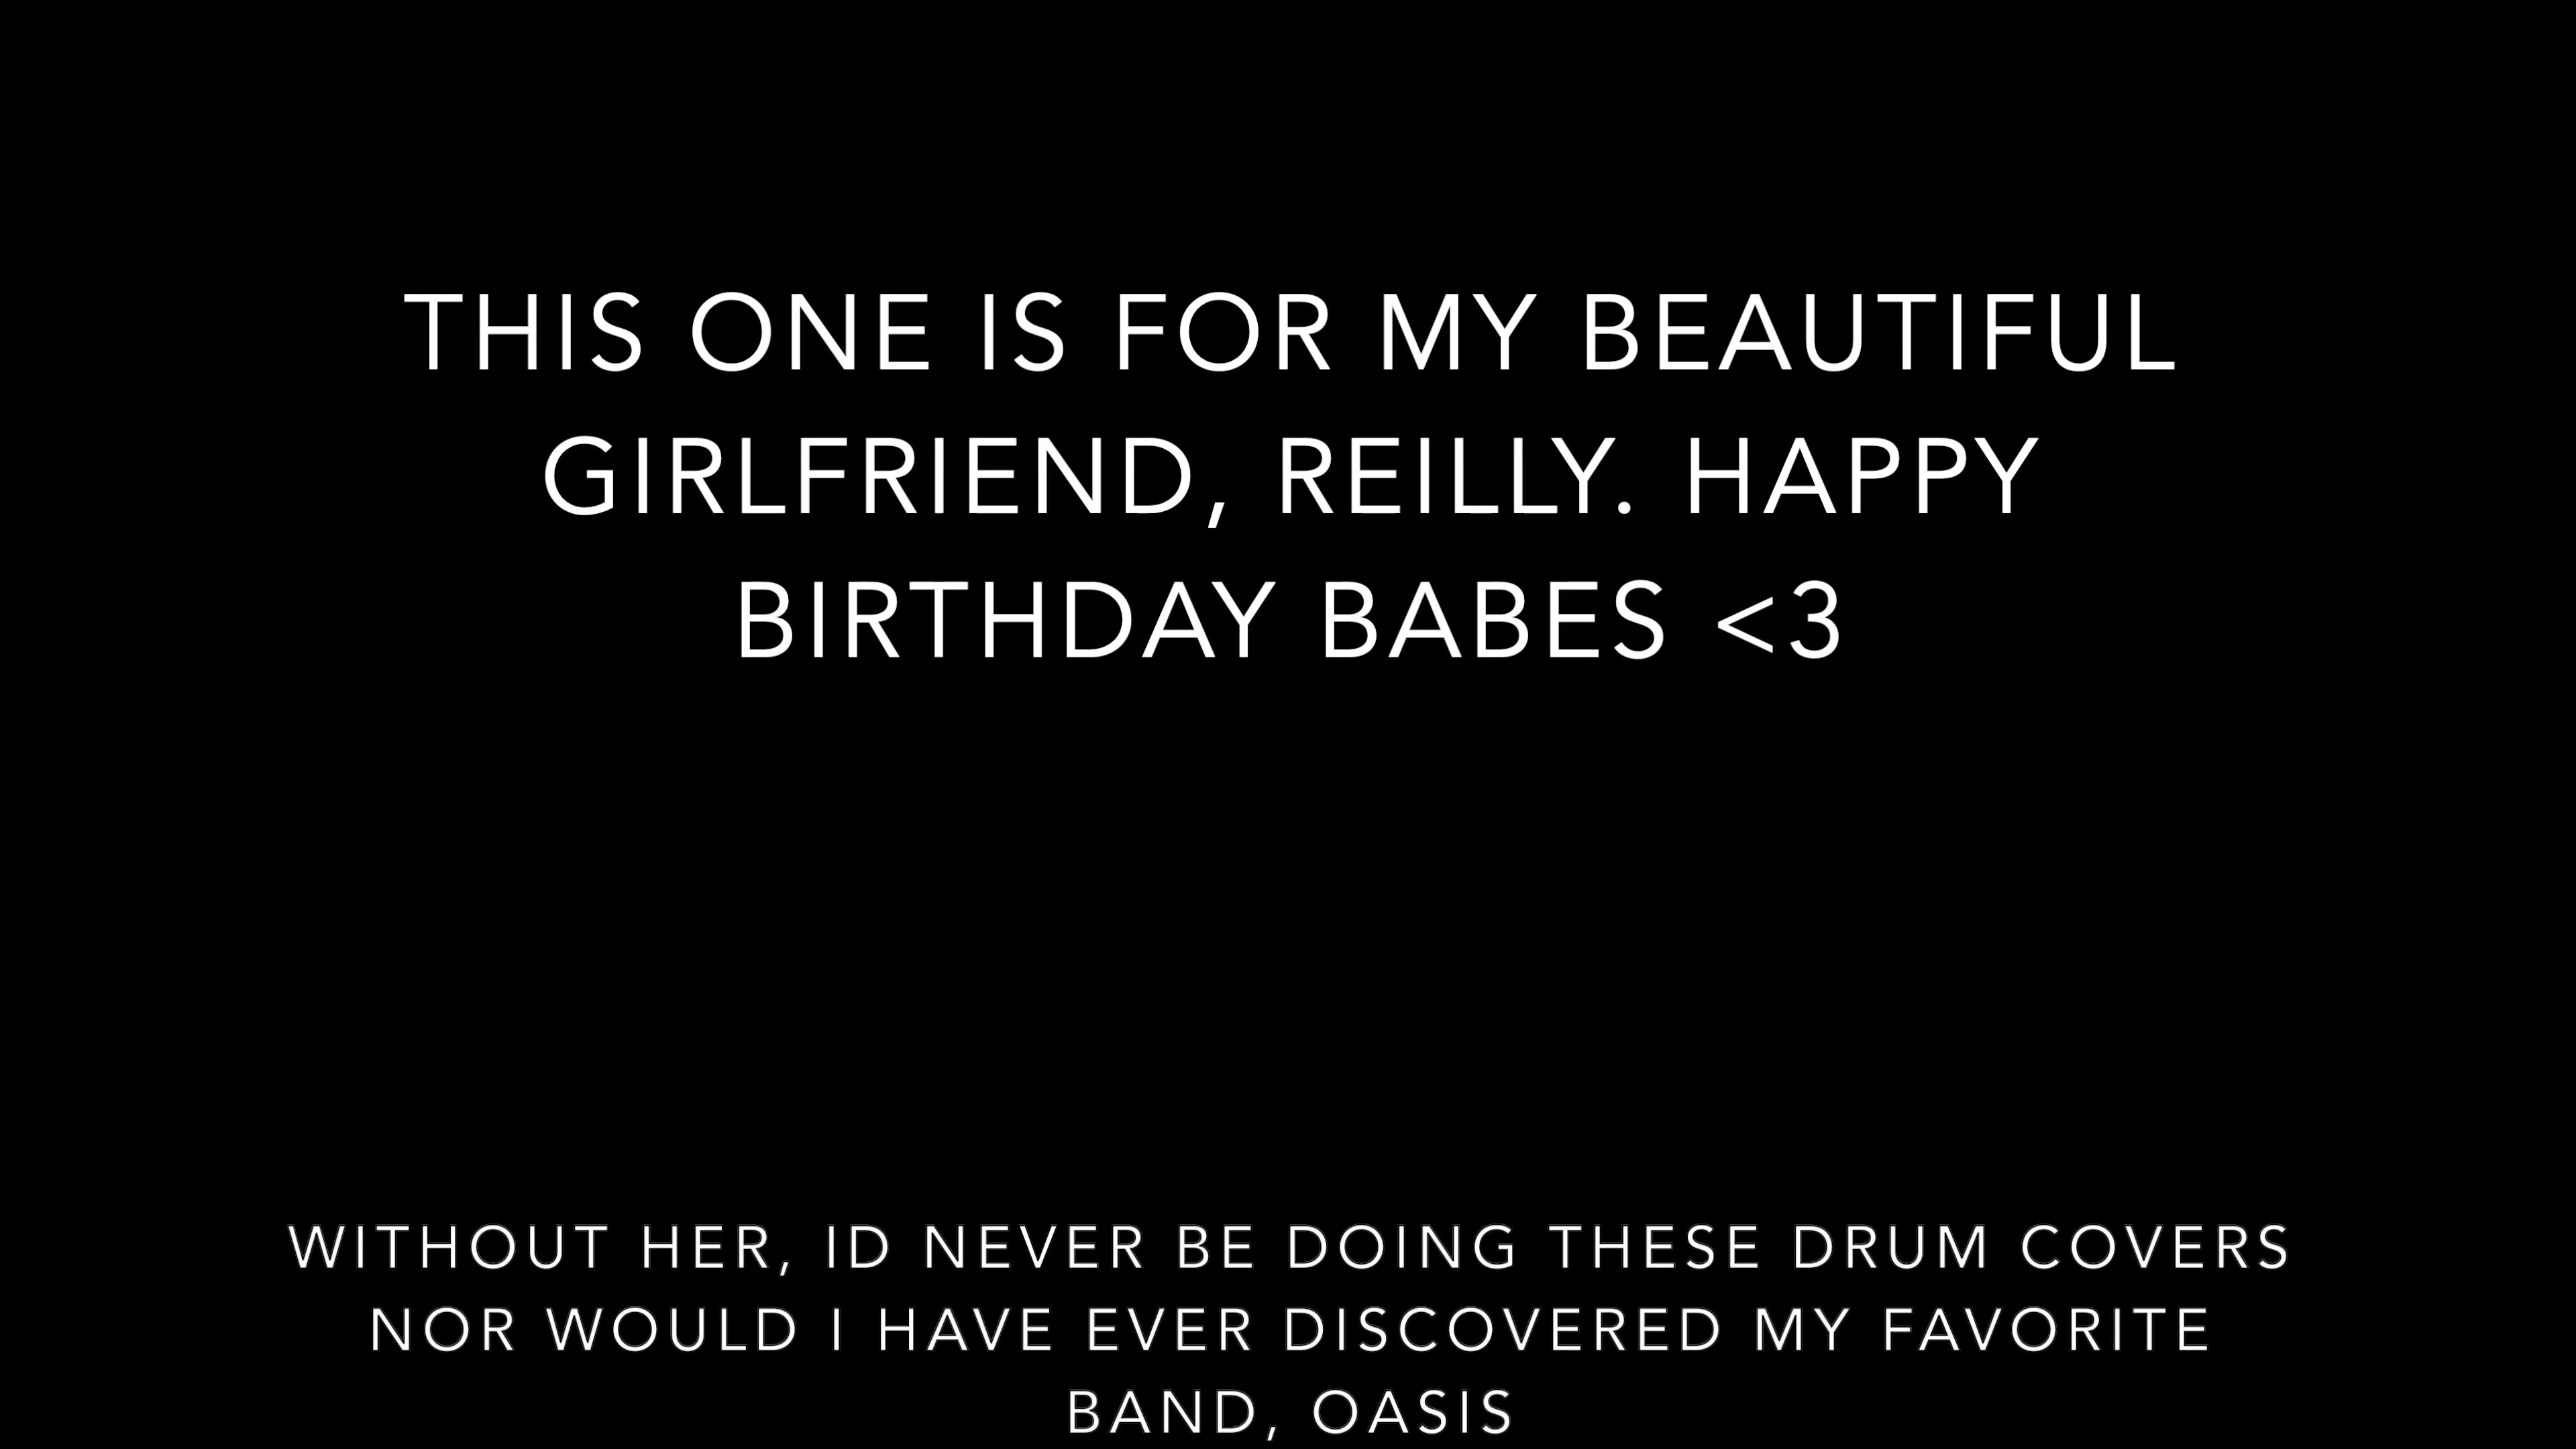 THIS ONE IS FOR MY BEAUTIFUL
GIRLFRIEND, REILLY. HAPPY
BIRTHDAY BABES <3
WITHOUT HER, ID NEVER BE DOING THESE DRUM COVERS
NOR WOULD I HAVE EVER DISCOVERED MY FAVORITE
BAND, OASIS